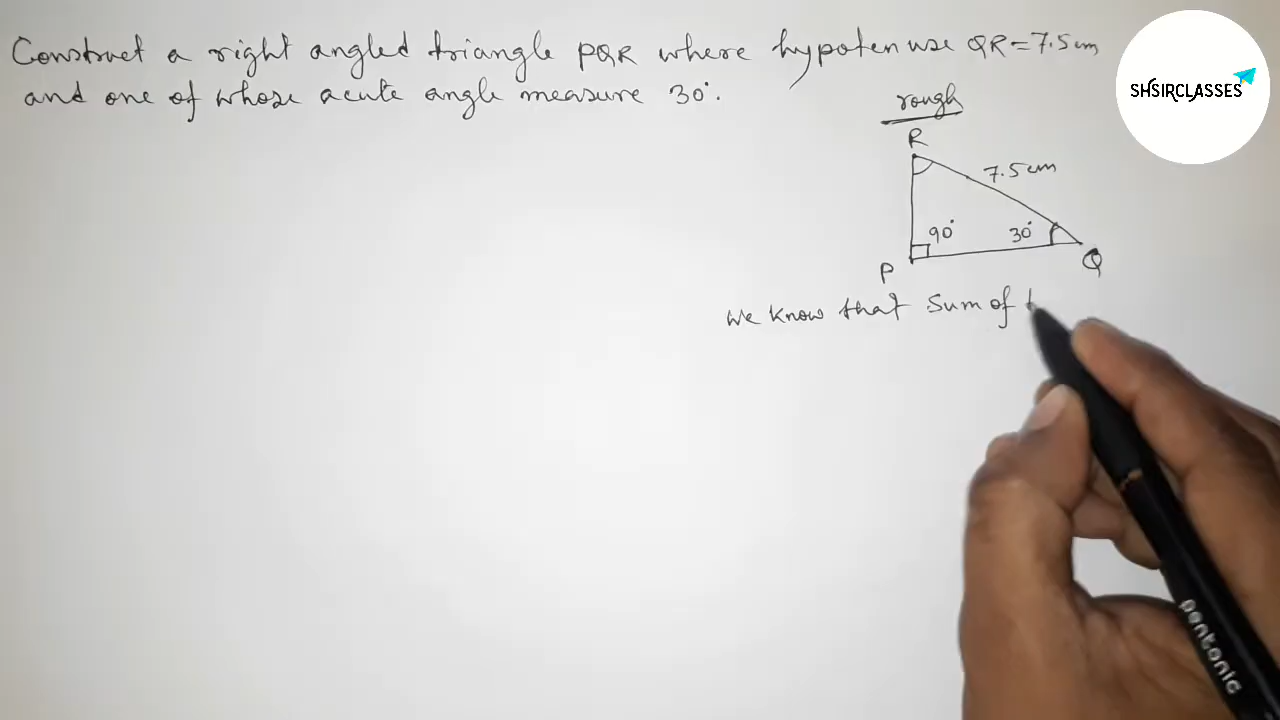 Construct a right angled triangle PQR where hypotenuse QR=7.5cm
and one of whose acute angle measure 30°.
SHSIRCLASSES
rough
R
7.5cm
90°
30°
P
Q
We know that Sum of t
pentonic